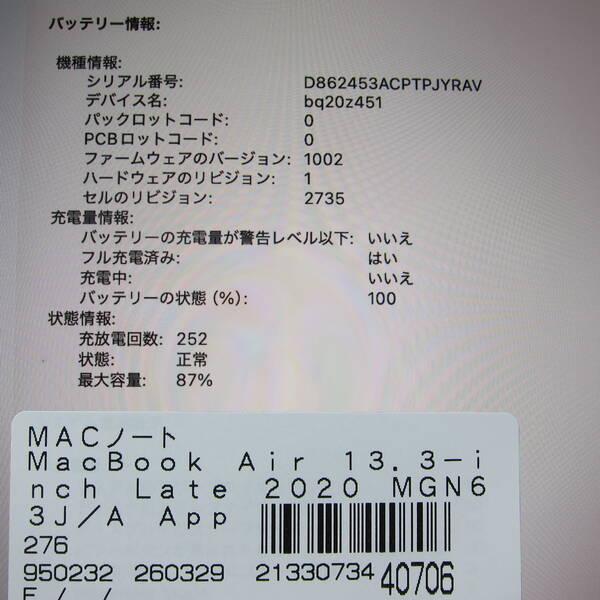 バッテリー情報:
機種情報:
シリアル番号: D862453ACPTPJYRAV
デバイス名: bq20z451
パックロットコード: 0
PCBロットコード: 0
ファームウェアのバージョン: 1002
ハードウェアのリビジョン: 1
セルのリビジョン: 2735
充電量情報:
バッテリーの充電量が警告レベル以下: いいえ
フル充電済み: はい
充電中: いいえ
バッテリーの状態 (%): 100
状態情報:
充放電回数: 252
状態: 正常
最大容量: 87%
MACノート
MacBook Air 13.3-i
nch Late 2020 MGN6
3J/A App
276
950232 260329 21330734 40706